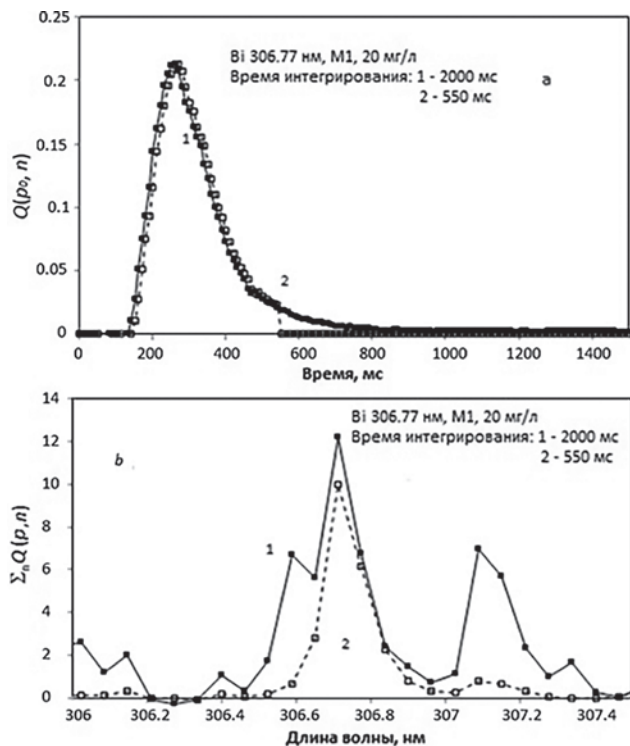 0.25
0.2
0.15
0.1
0.05
0
Q(p₀, n)
Bi 306.77 нм, М1, 20 мг/л
Время интегрирования: 1 - 2000 мс
2 - 550 мс
a
1
2
0 200 400 600 800 1000 1200 1400
Время, мс
14
12
10
8
6
4
2
0
ΣₙQ(p,n)
Bi 306.77 нм, М1, 20 мг/л
Время интегрирования: 1 - 2000 мс
2 - 550 мс
b
1
2
306 306.2 306.4 306.6 306.8 307 307.2 307.4
Длина волны, нм